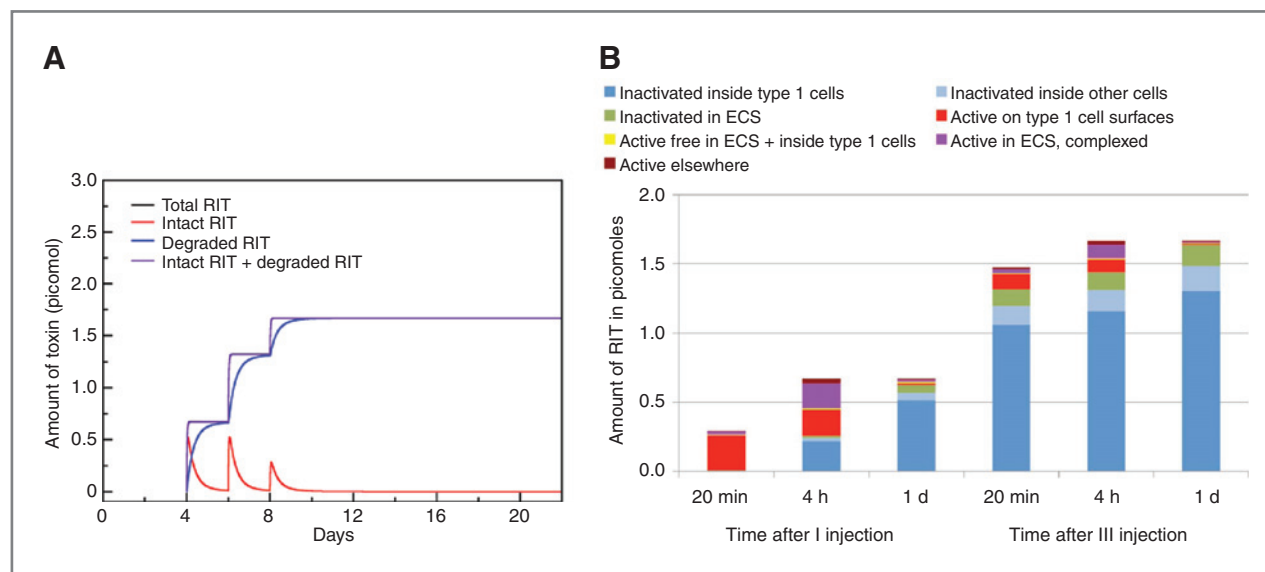 A
Amount of toxin (picomol)
3.0
2.5
2.0
1.5
1.0
0.5
0
Total RIT
Intact RIT
Degraded RIT
Intact RIT + degraded RIT
0 4 8 12 16 20
Days
B
Inactivated inside type 1 cells
Inactivated inside other cells
Inactivated in ECS
Active on type 1 cell surfaces
Active free in ECS + inside type 1 cells
Active in ECS, complexed
Active elsewhere
Amount of RIT in picomoles
2.0
1.5
1.0
0.5
0.0
20 min 4 h 1 d 20 min 4 h 1 d
Time after I injection Time after III injection